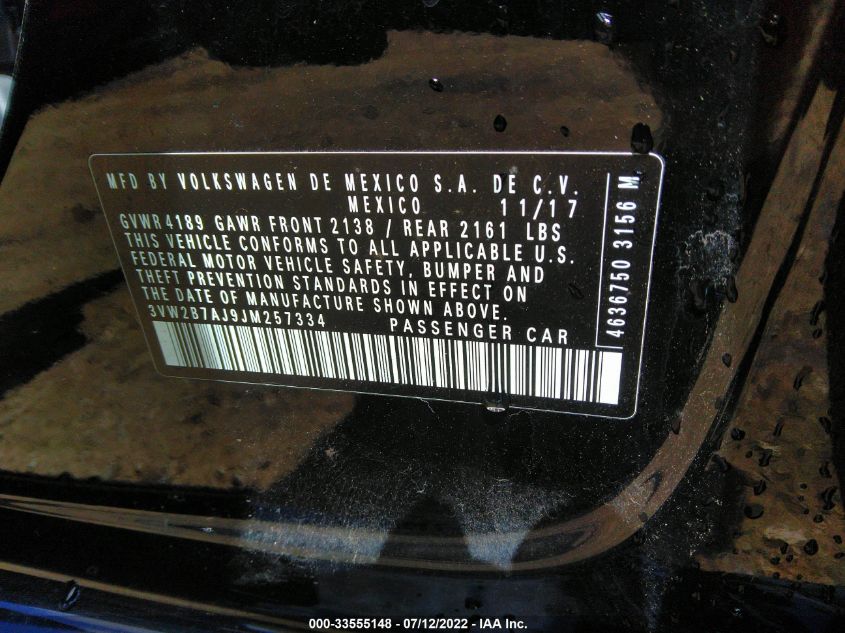 MFD BY VOLKSWAGEN DE MEXICO S.A. DE C.V.
MEXICO 11/17
GVWR 4189 GAWR FRONT 2138 / REAR 2161 LBS
THIS VEHICLE CONFORMS TO ALL APPLICABLE U.S.
FEDERAL MOTOR VEHICLE SAFETY, BUMPER AND
THEFT PREVENTION STANDARDS IN EFFECT ON
THE DATE OF MANUFACTURE SHOWN ABOVE.
3VW2B7AJ9JM257334 PASSENGER CAR
4636750 3156 M
000-33555148 - 07/12/2022 - IAA Inc.